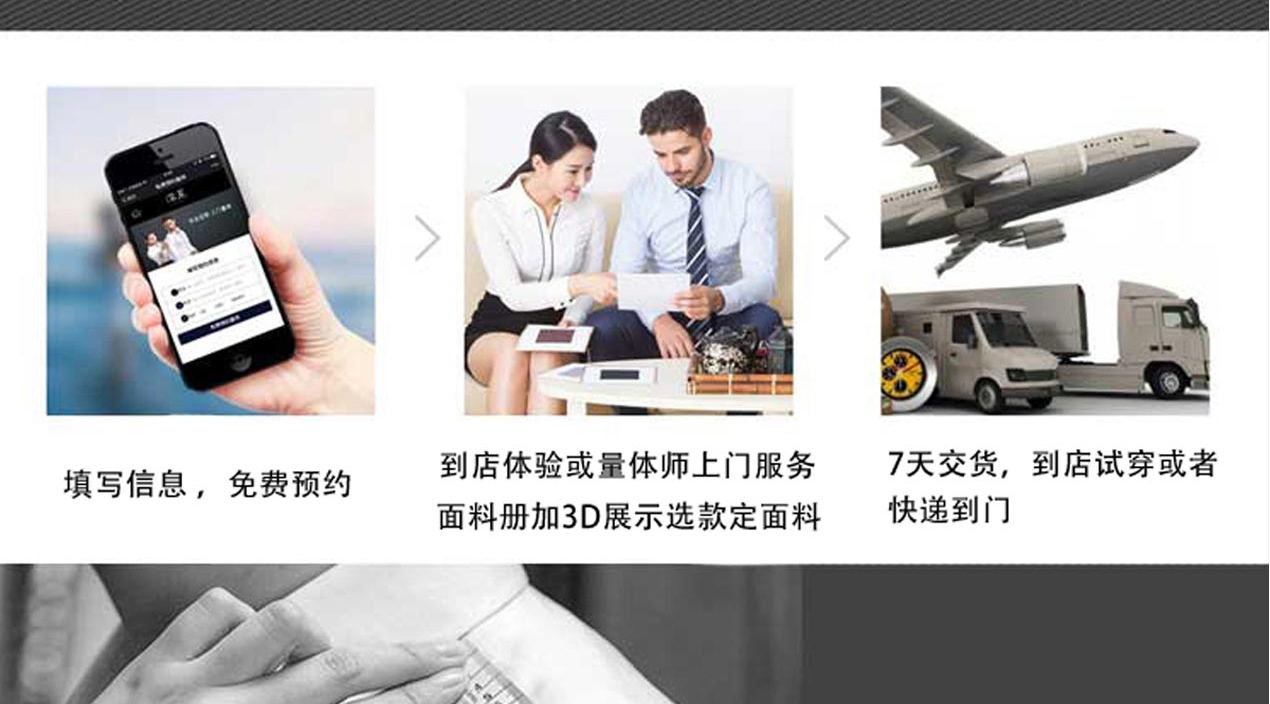 填写信息，免费预约
到店体验或量体师上门服务
面料册加3D展示选款定面料
7天交货，到店试穿或者
快递到门